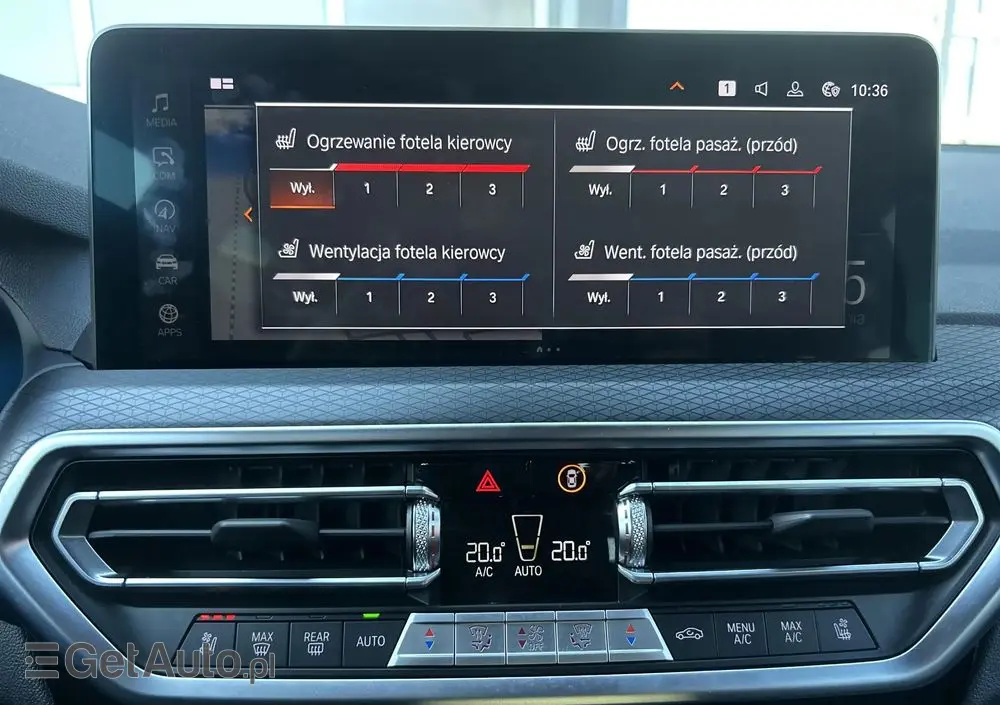 1 10:36
MEDIA
COM
NAV
CAR
APPS
Ogrzewanie fotela kierowcy
Wył. 1 2 3
Ogrz. fotela pasaż. (przód)
Wył. 1 2 3
Wentylacja fotela kierowcy
Wył. 1 2 3
Went. fotela pasaż. (przód)
Wył. 1 2 3
5
20.0° 20.0°
A/C AUTO
MAX REAR AUTO
OFF
MENU A/C
MAX A/C
GetAuto.pl